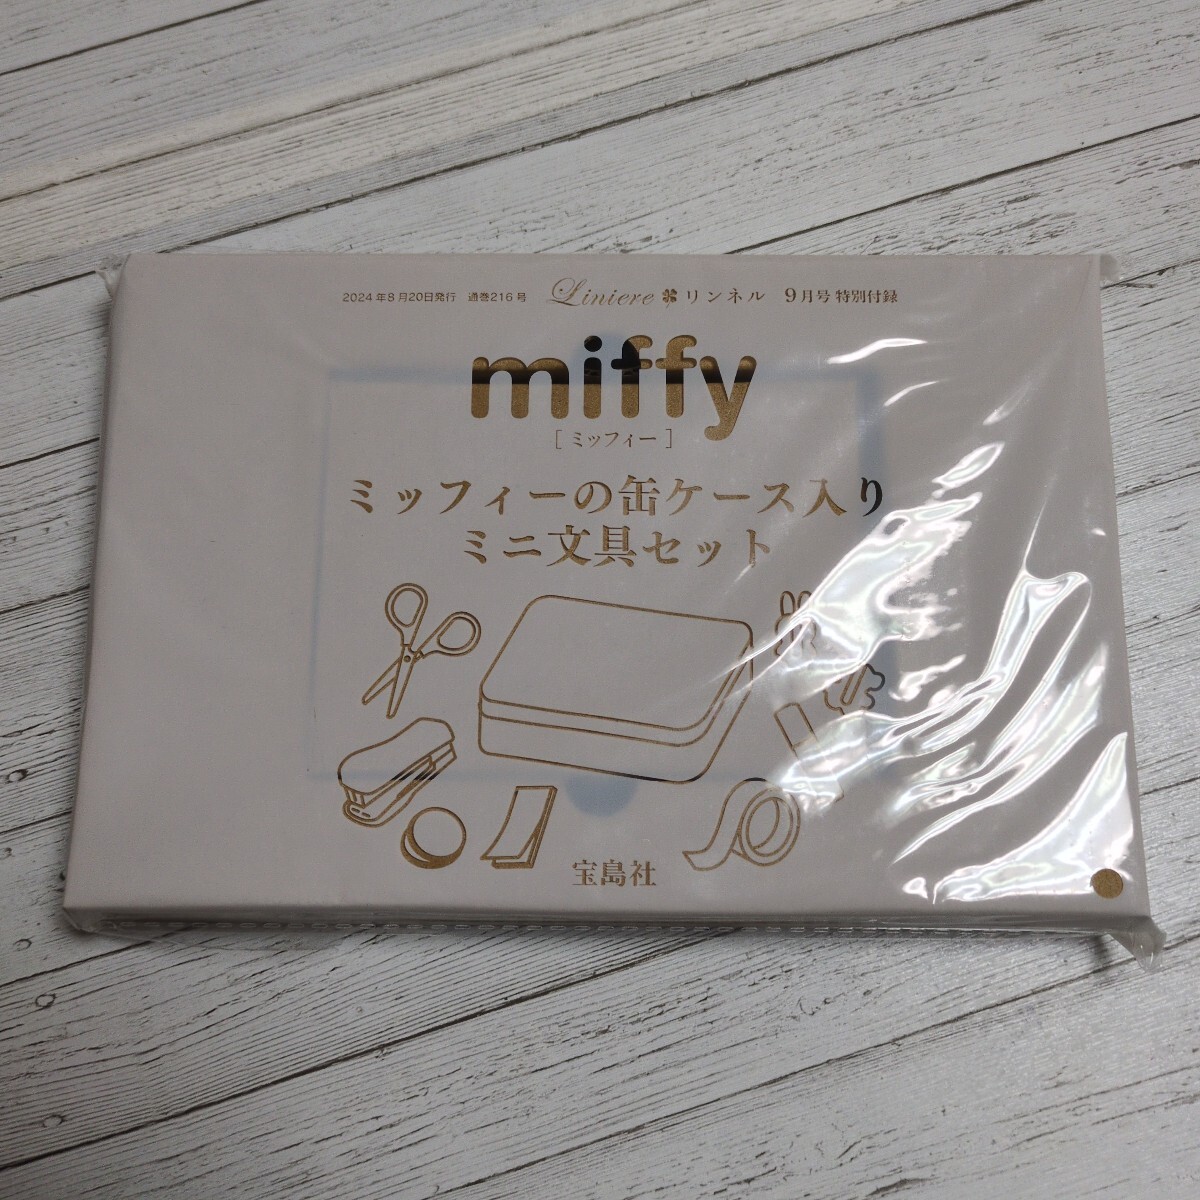 2024年8月20日発行 通巻216号 Liniere リンネル 9月号 特別付録
miffy
[ミッフィー]
ミッフィーの缶ケース入り
ミニ文具セット
宝島社